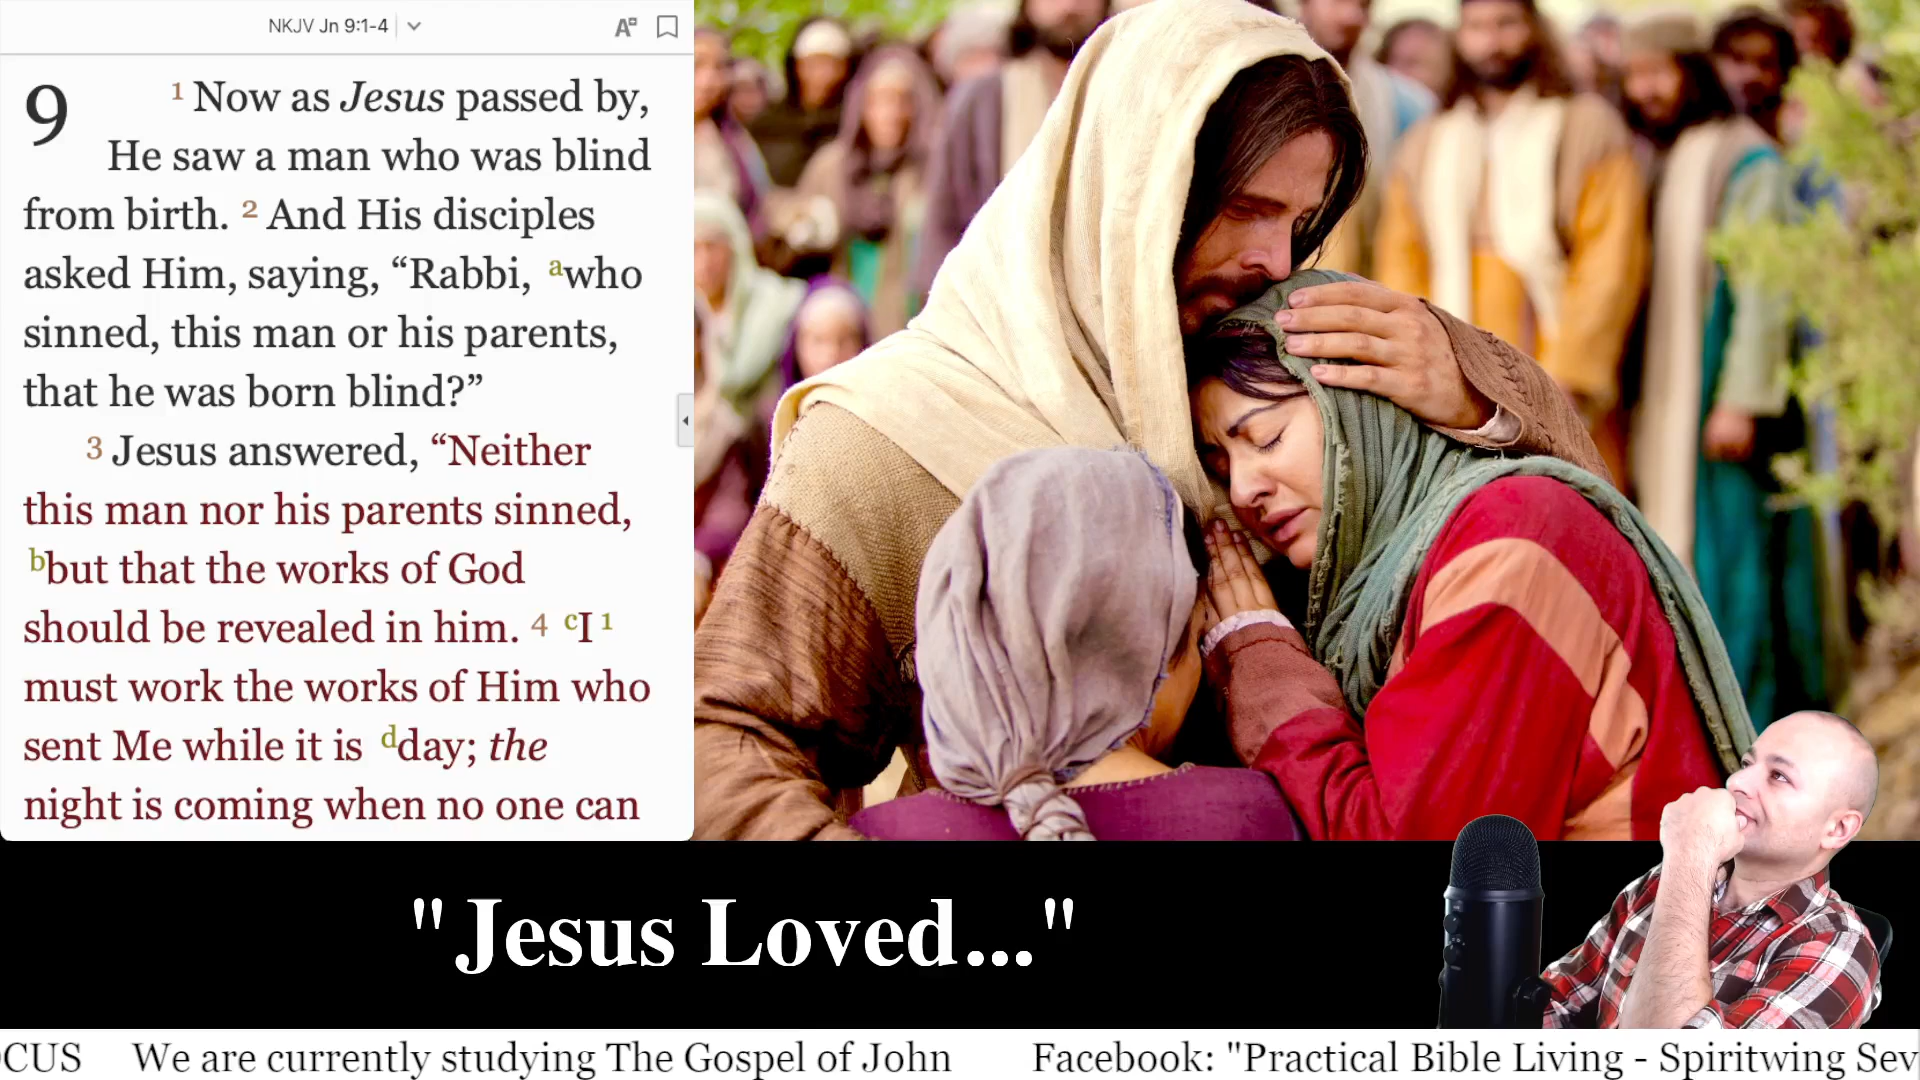 NKJV Jn 9:1-4
A
9 1 Now as Jesus passed by,
He saw a man who was blind
from birth. 2 And His disciples
asked Him, saying, “Rabbi, a who
sinned, this man or his parents,
that he was born blind?”
3 Jesus answered, “Neither
this man nor his parents sinned,
b but that the works of God
should be revealed in him. 4 c I 1
must work the works of Him who
sent Me while it is d day; the
night is coming when no one can
"Jesus Loved..."
OCUS We are currently studying The Gospel of John Facebook: "Practical Bible Living - Spiritwing Sev